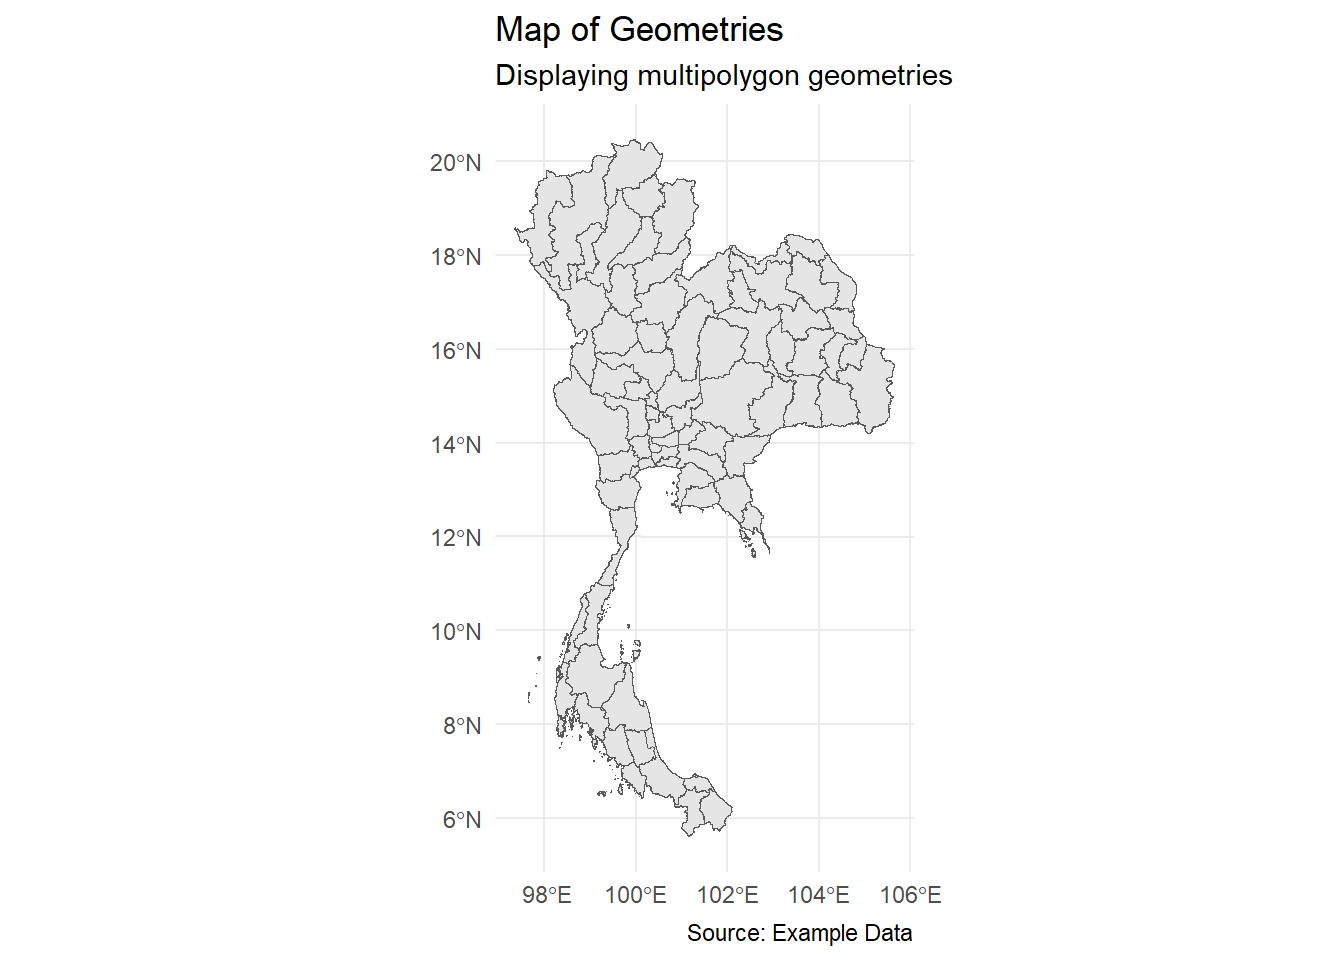 Map of Geometries
Displaying multipolygon geometries
20°N
18°N
16°N
14°N
12°N
10°N
8°N
6°N
98°E 100°E 102°E 104°E 106°E
Source: Example Data